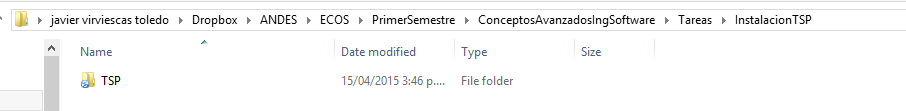 javier virviescas toledo Dropbox ANDES ECOS PrimerSemestre ConceptosAvanzadosIngSoftware Tareas InstalacionTSP
Name Date modified Type Size
TSP 15/04/2015 3:46 p.... File folder